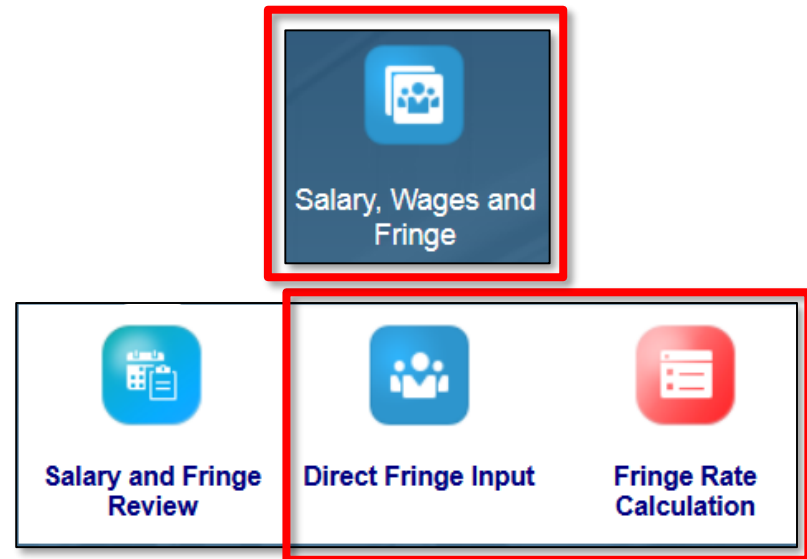 Salary, Wages and
Fringe
Salary and Fringe
Review
Direct Fringe Input
Fringe Rate
Calculation